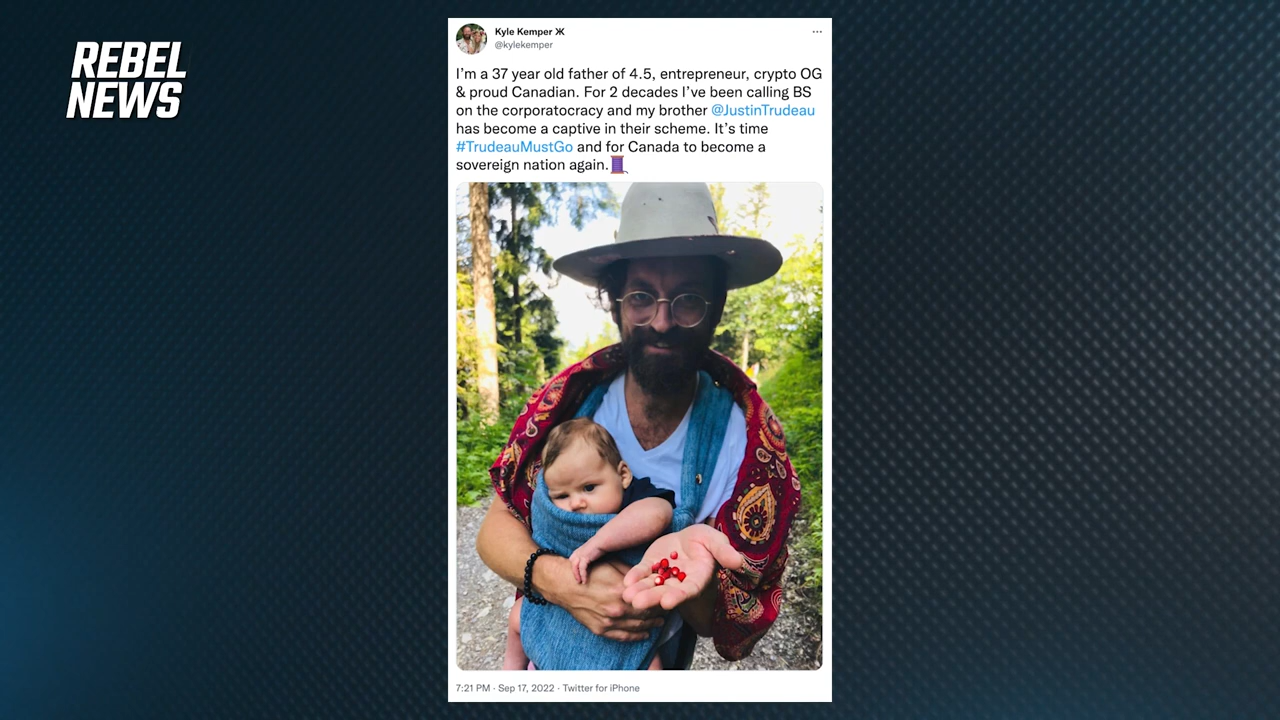 REBEL
NEWS
Kyle Kemper Ж
@kylekemper
I’m a 37 year old father of 4.5, entrepreneur, crypto OG
& proud Canadian. For 2 decades I’ve been calling BS
on the corporatocracy and my brother @JustinTrudeau
has become a captive in their scheme. It’s time
#TrudeauMustGo and for Canada to become a
sovereign nation again.🧵
7:21 PM · Sep 17, 2022 · Twitter for iPhone